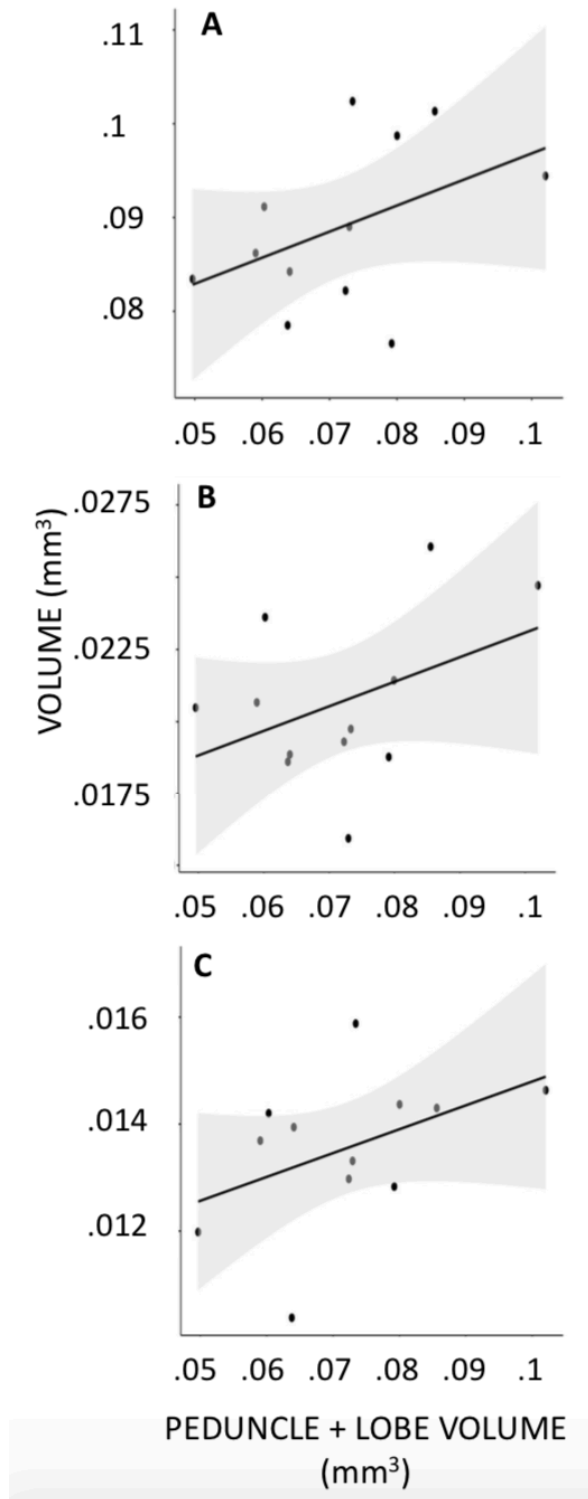 A
.11
.1
.09
.08
.05 .06 .07 .08 .09 .1
B
VOLUME (mm³)
.0275
.0225
.0175
.05 .06 .07 .08 .09 .1
C
.016
.014
.012
.05 .06 .07 .08 .09 .1
PEDUNCLE + LOBE VOLUME
(mm³)